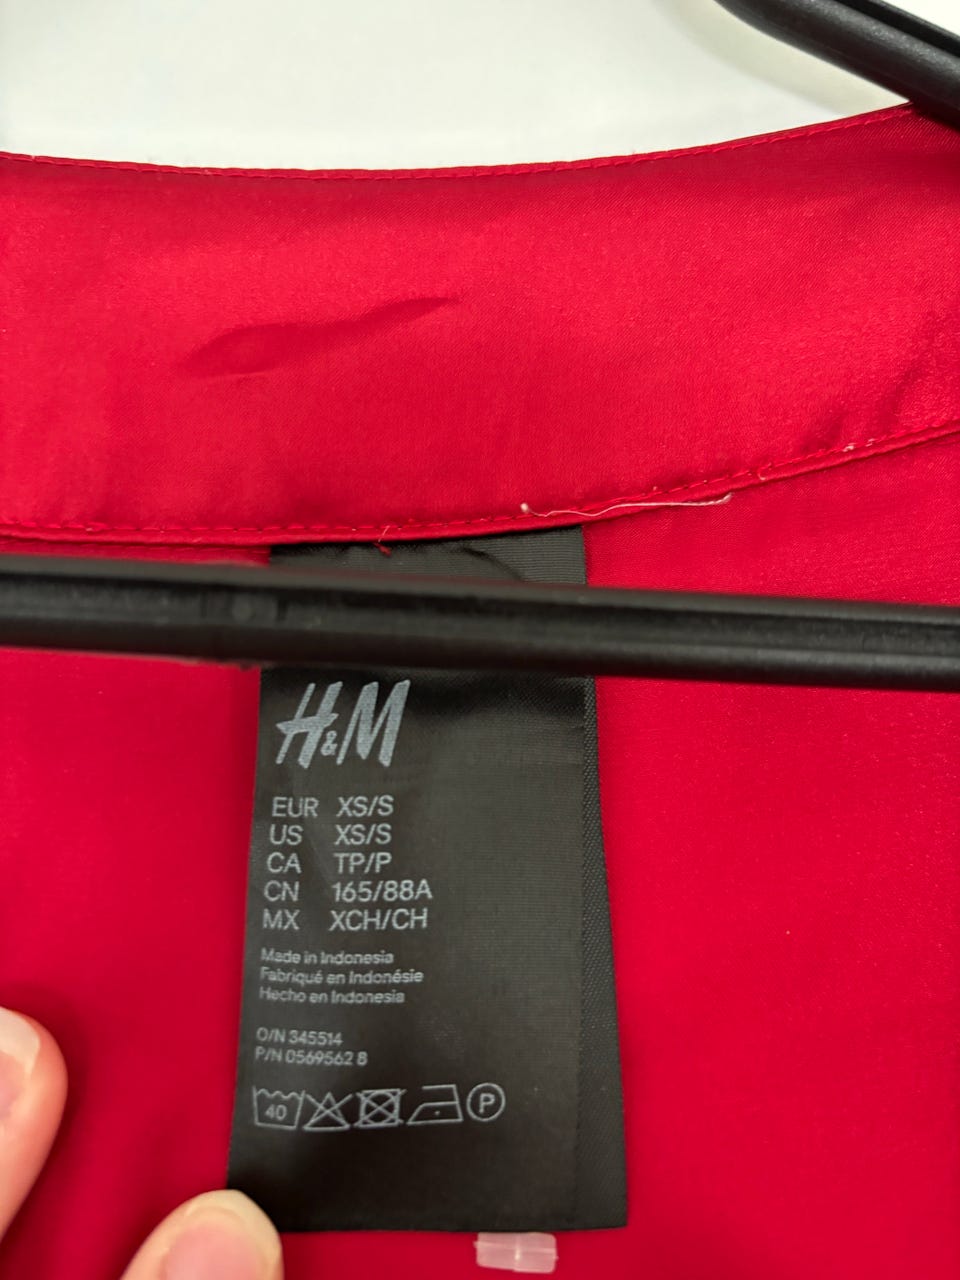 H&M
EUR XS/S
US XS/S
CA TP/P
CN 165/88A
MX XCH/CH
Made in Indonesia
Fabriqué en Indonésie
Hecho en Indonesia
O/N 345514
P/N 0569562 8
40 P